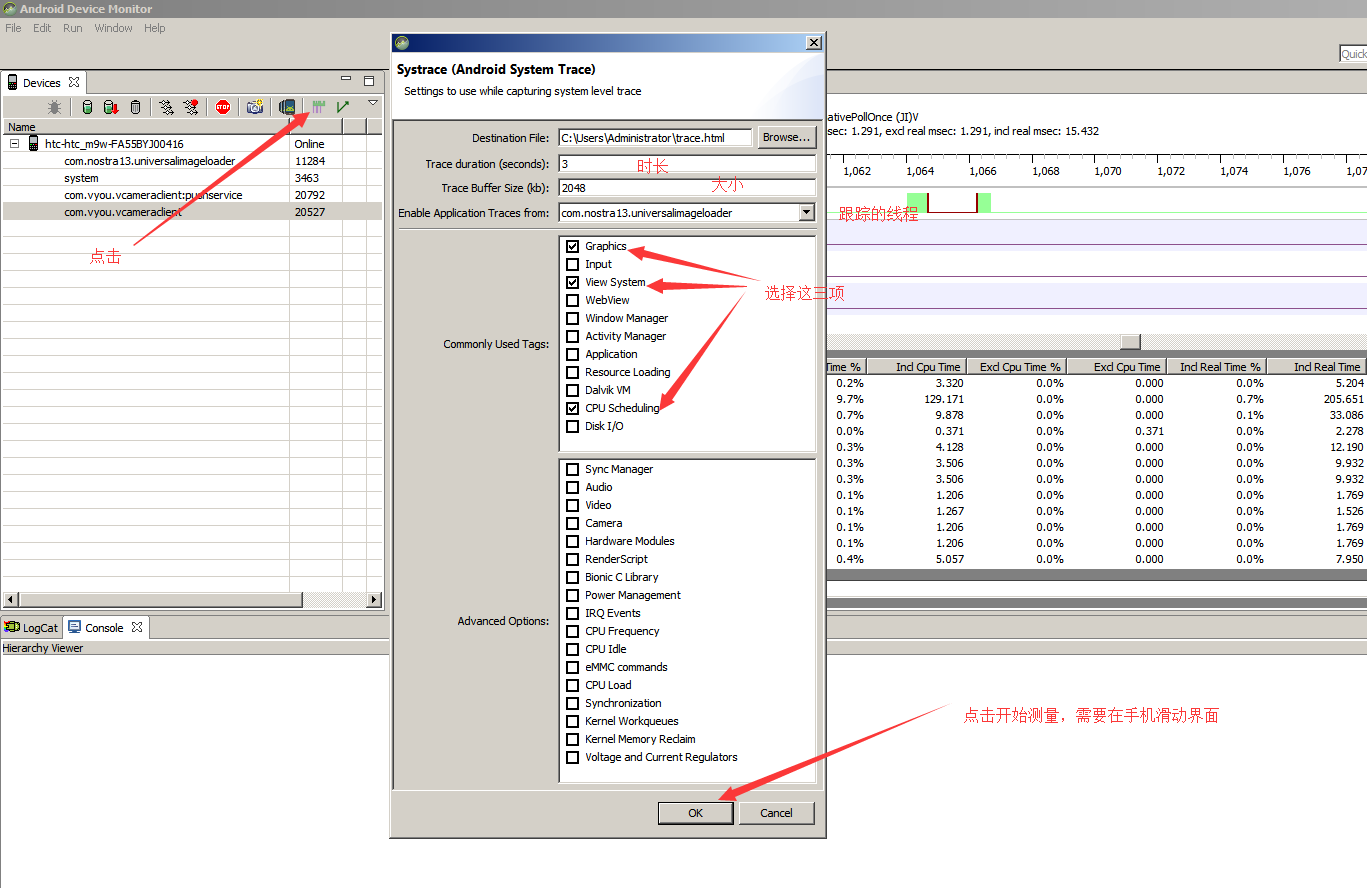 Android Device Monitor
File Edit Run Window Help
Quick
Devices
Name
htc-htc_m9w-FA55BYJ00416 Online
com.nostra13.universalimageloader 11284
system 3463
com.vyou.vcameraclient:pushservice 20792
com.vyou.vcameraclient 20527
点击
LogCat Console
Hierarchy Viewer
Systrace (Android System Trace)
Settings to use while capturing system level trace
Destination File: C:\Users\Administrator\trace.html Browse...
Trace duration (seconds): 3 时长
Trace Buffer Size (kb): 2048 大小
Enable Application Traces from: com.nostra13.universalimageloader
Commonly Used Tags:
Graphics
Input
View System
WebView
Window Manager
Activity Manager
Application
Resource Loading
Dalvik VM
CPU Scheduling
Disk I/O
选择这三项
Advanced Options:
Sync Manager
Audio
Video
Camera
Hardware Modules
RenderScript
Bionic C Library
Power Management
IRQ Events
CPU Frequency
CPU Idle
eMMC commands
CPU Load
Synchronization
Kernel Workqueues
Kernel Memory Reclaim
Voltage and Current Regulators
OK Cancel
点击开始测量，需要在手机滑动界面
ativePollOnce (JI)V
sec: 1.291, excl real msec: 1.291, incl real msec: 15.432
1,062 1,064 1,066 1,068 1,070 1,072 1,074 1,076 1,07
跟踪的线程
Time % Incl Cpu Time Excl Cpu Time % Excl Cpu Time Incl Real Time % Incl Real Time
0.2% 3.320 0.0% 0.000 0.0% 5.204
9.7% 129.171 0.0% 0.000 0.7% 205.651
0.7% 9.878 0.0% 0.000 0.1% 33.086
0.0% 0.371 0.0% 0.371 0.0% 2.278
0.3% 4.128 0.0% 0.000 0.0% 12.190
0.3% 3.506 0.0% 0.000 0.0% 9.932
0.3% 3.506 0.0% 0.000 0.0% 9.932
0.1% 1.206 0.0% 0.000 0.0% 1.769
0.1% 1.267 0.0% 0.000 0.0% 1.526
0.1% 1.206 0.0% 0.000 0.0% 1.769
0.1% 1.206 0.0% 0.000 0.0% 1.769
0.4% 5.057 0.0% 0.000 0.0% 7.950